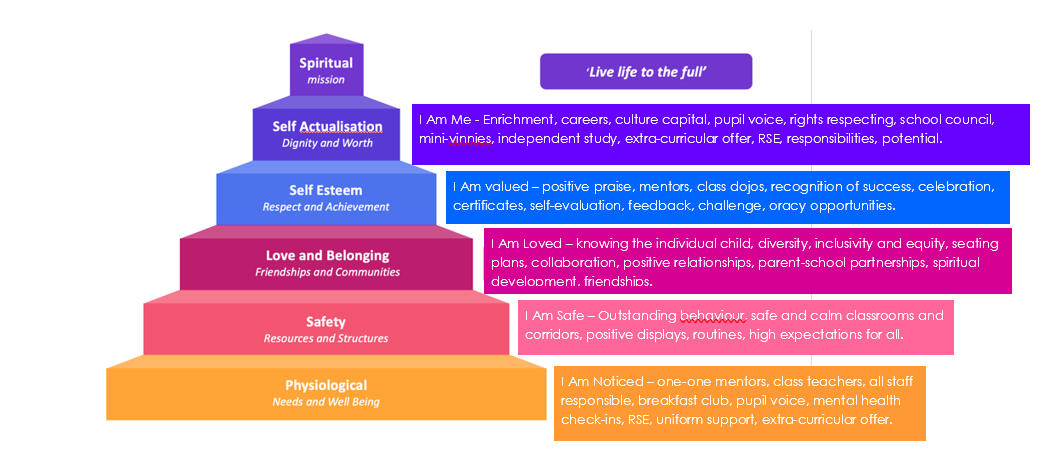 Spiritual
mission
'Live life to the full'
Self Actualisation
Dignity and Worth
I Am Me - Enrichment, careers, culture capital, pupil voice, rights respecting, school council,
mini-vinnies, independent study, extra-curricular offer, RSE, responsibilities, potential.
Self Esteem
Respect and Achievement
I Am valued – positive praise, mentors, class dojos, recognition of success, celebration,
certificates, self-evaluation, feedback, challenge, oracy opportunities.
Love and Belonging
Friendships and Communities
I Am Loved – knowing the individual child, diversity, inclusivity and equity, seating
plans, collaboration, positive relationships, parent-school partnerships, spiritual
development, friendships.
Safety
Resources and Structures
I Am Safe – Outstanding behaviour, safe and calm classrooms and
corridors, positive displays, routines, high expectations for all.
Physiological
Needs and Well Being
I Am Noticed – one-one mentors, class teachers, all staff
responsible, breakfast club, pupil voice, mental health
check-ins, RSE, uniform support, extra-curricular offer.